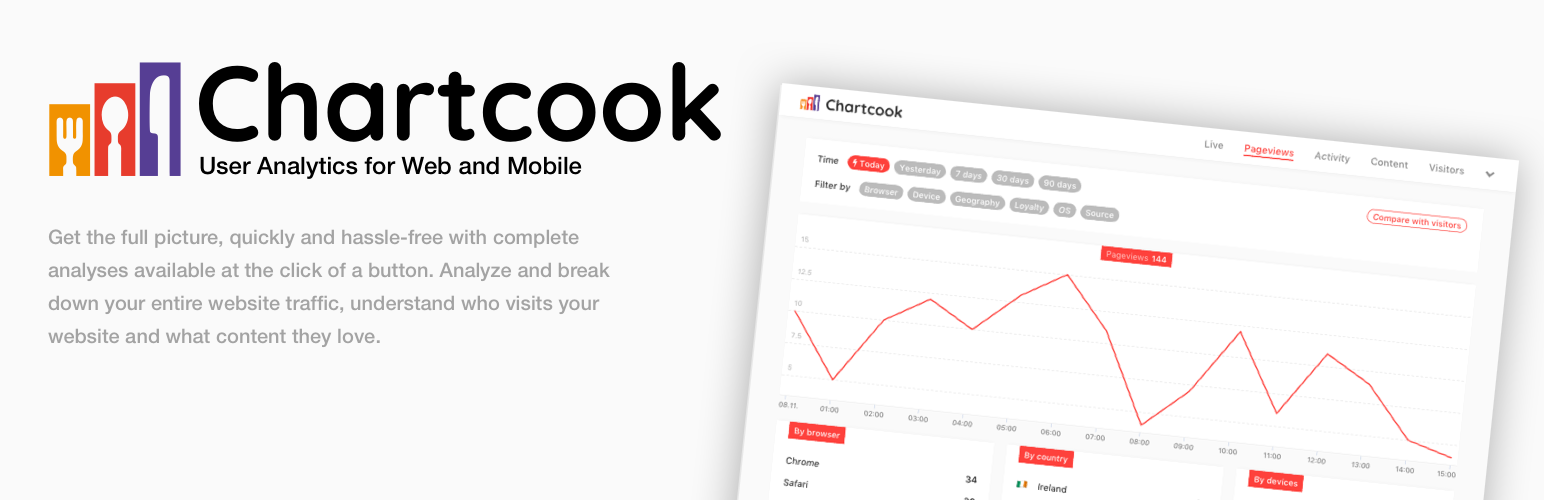 Chartcook
User Analytics for Web and Mobile
Get the full picture, quickly and hassle-free with complete
analyses available at the click of a button. Analyze and break
down your entire website traffic, understand who visits your
website and what content they love.
Chartcook
Live Pageviews Activity Content Visitors
Time Today Yesterday 7 days 30 days 90 days
Filter by Browser Device Geography Loyalty OS Source
Compare with visitors
Pageviews 144
15
12.5
10
7.5
5
08.11. 01:00 02:00 03:00 04:00 05:00 06:00 07:00 08:00 09:00 10:00 11:00 12:00 13:00 14:00 15:00
By browser
Chrome 34
Safari
By country
Ireland
By devices